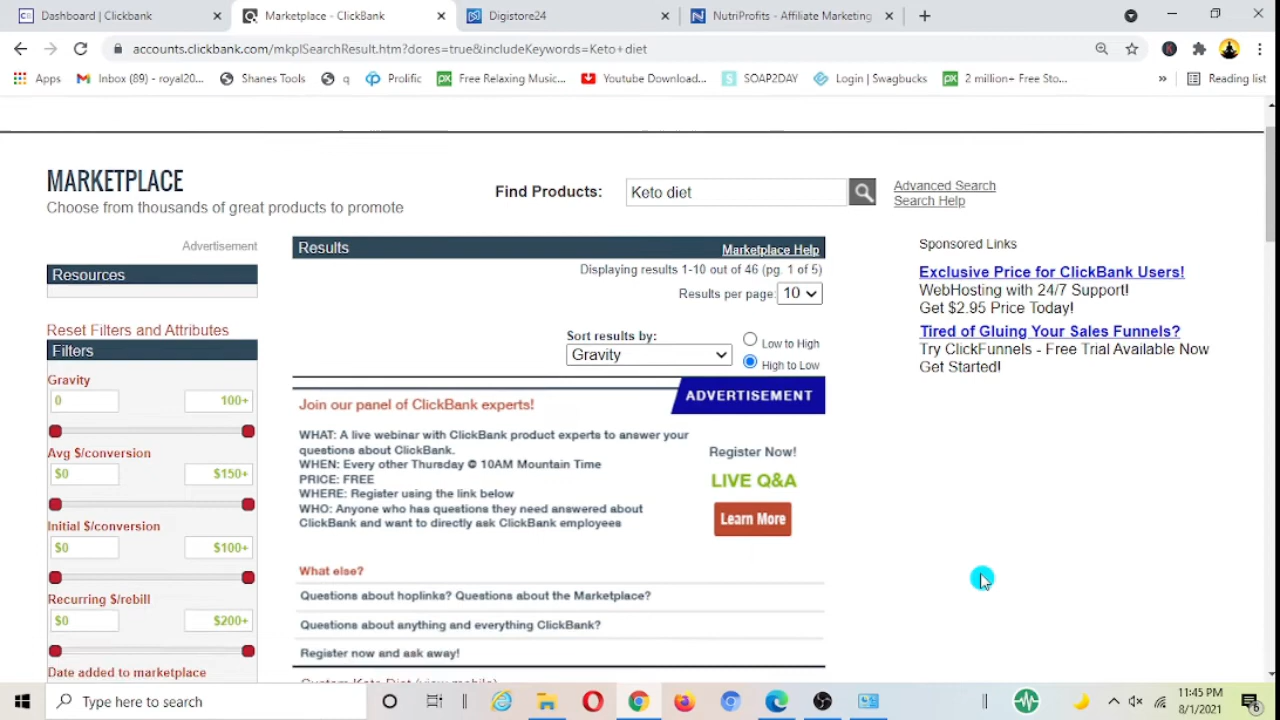 Dashboard | Clickbank
Marketplace - ClickBank
Digistore24
NutriProfits - Affiliate Marketing
accounts.clickbank.com/mkplSearchResult.htm?dores=true&includeKeywords=Keto+diet
Apps
Inbox (89) - royal20...
Shanes Tools
q
Prolific
Free Relaxing Music...
Youtube Download...
SOAP2DAY
Login | Swagbucks
2 million+ Free Sto...
»
Reading list
MARKETPLACE
Choose from thousands of great products to promote
Find Products:
Keto diet
Advanced Search
Search Help
Advertisement
Resources
Reset Filters and Attributes
Filters
Gravity
0
100+
Avg $/conversion
$0
$150+
Initial $/conversion
$0
$100+
Recurring $/rebill
$0
$200+
Date added to marketplace
Results
Marketplace Help
Displaying results 1-10 out of 46 (pg. 1 of 5)
Results per page: 10
Sort results by:
Gravity
Low to High
High to Low
ADVERTISEMENT
Join our panel of ClickBank experts!
WHAT: A live webinar with ClickBank product experts to answer your
questions about ClickBank.
WHEN: Every other Thursday @ 10AM Mountain Time
PRICE: FREE
WHERE: Register using the link below
WHO: Anyone who has questions they need answered about
ClickBank and want to directly ask ClickBank employees
Register Now!
LIVE Q&A
Learn More
What else?
Questions about hoplinks? Questions about the Marketplace?
Questions about anything and everything ClickBank?
Register now and ask away!
Custom Keto Diet (view mobile)
Sponsored Links
Exclusive Price for ClickBank Users!
WebHosting with 24/7 Support!
Get $2.95 Price Today!
Tired of Gluing Your Sales Funnels?
Try ClickFunnels - Free Trial Available Now
Get Started!
Type here to search
11:45 PM
8/1/2021